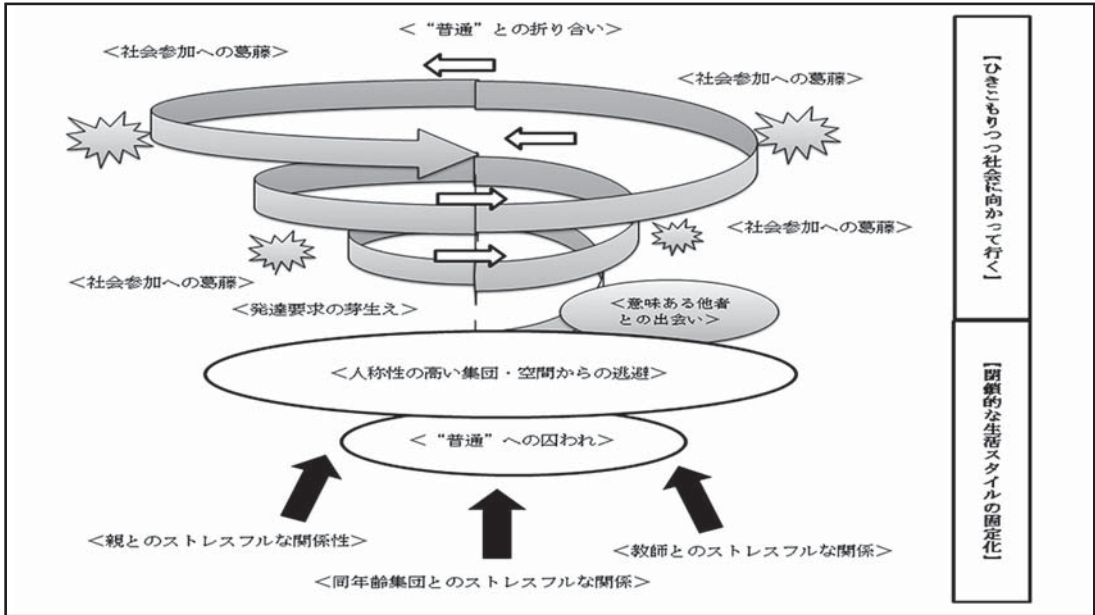 ＜“普通”との折り合い＞
＜社会参加への葛藤＞
＜社会参加への葛藤＞
＜社会参加への葛藤＞
＜社会参加への葛藤＞
＜発達要求の芽生え＞
＜意味ある他者
との出会い＞
＜人称性の高い集団・空間からの逃避＞
＜“普通”への囚われ＞
＜親とのストレスフルな関係性＞
＜教師とのストレスフルな関係＞
＜同年齢集団とのストレスフルな関係＞
【ひきこもりつつ社会に向かって行く】
【閉鎖的な生活スタイルの固定化】